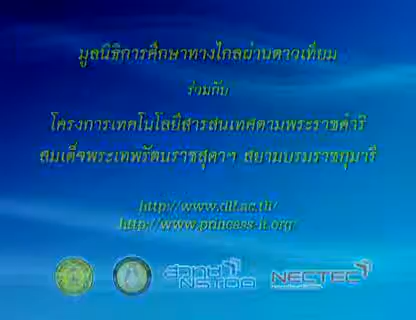 มูลนิธิการศึกษาทางไกลผ่านดาวเทียม
ร่วมกับ
โครงการเทคโนโลยีสารสนเทศตามพระราชดำริ
สมเด็จพระเทพรัตนราชสุดาฯ สยามบรมราชกุมารี
http://www.dlf.ac.th/
http://www.princess-it.org/
สวทช NECTEC
NSTDA